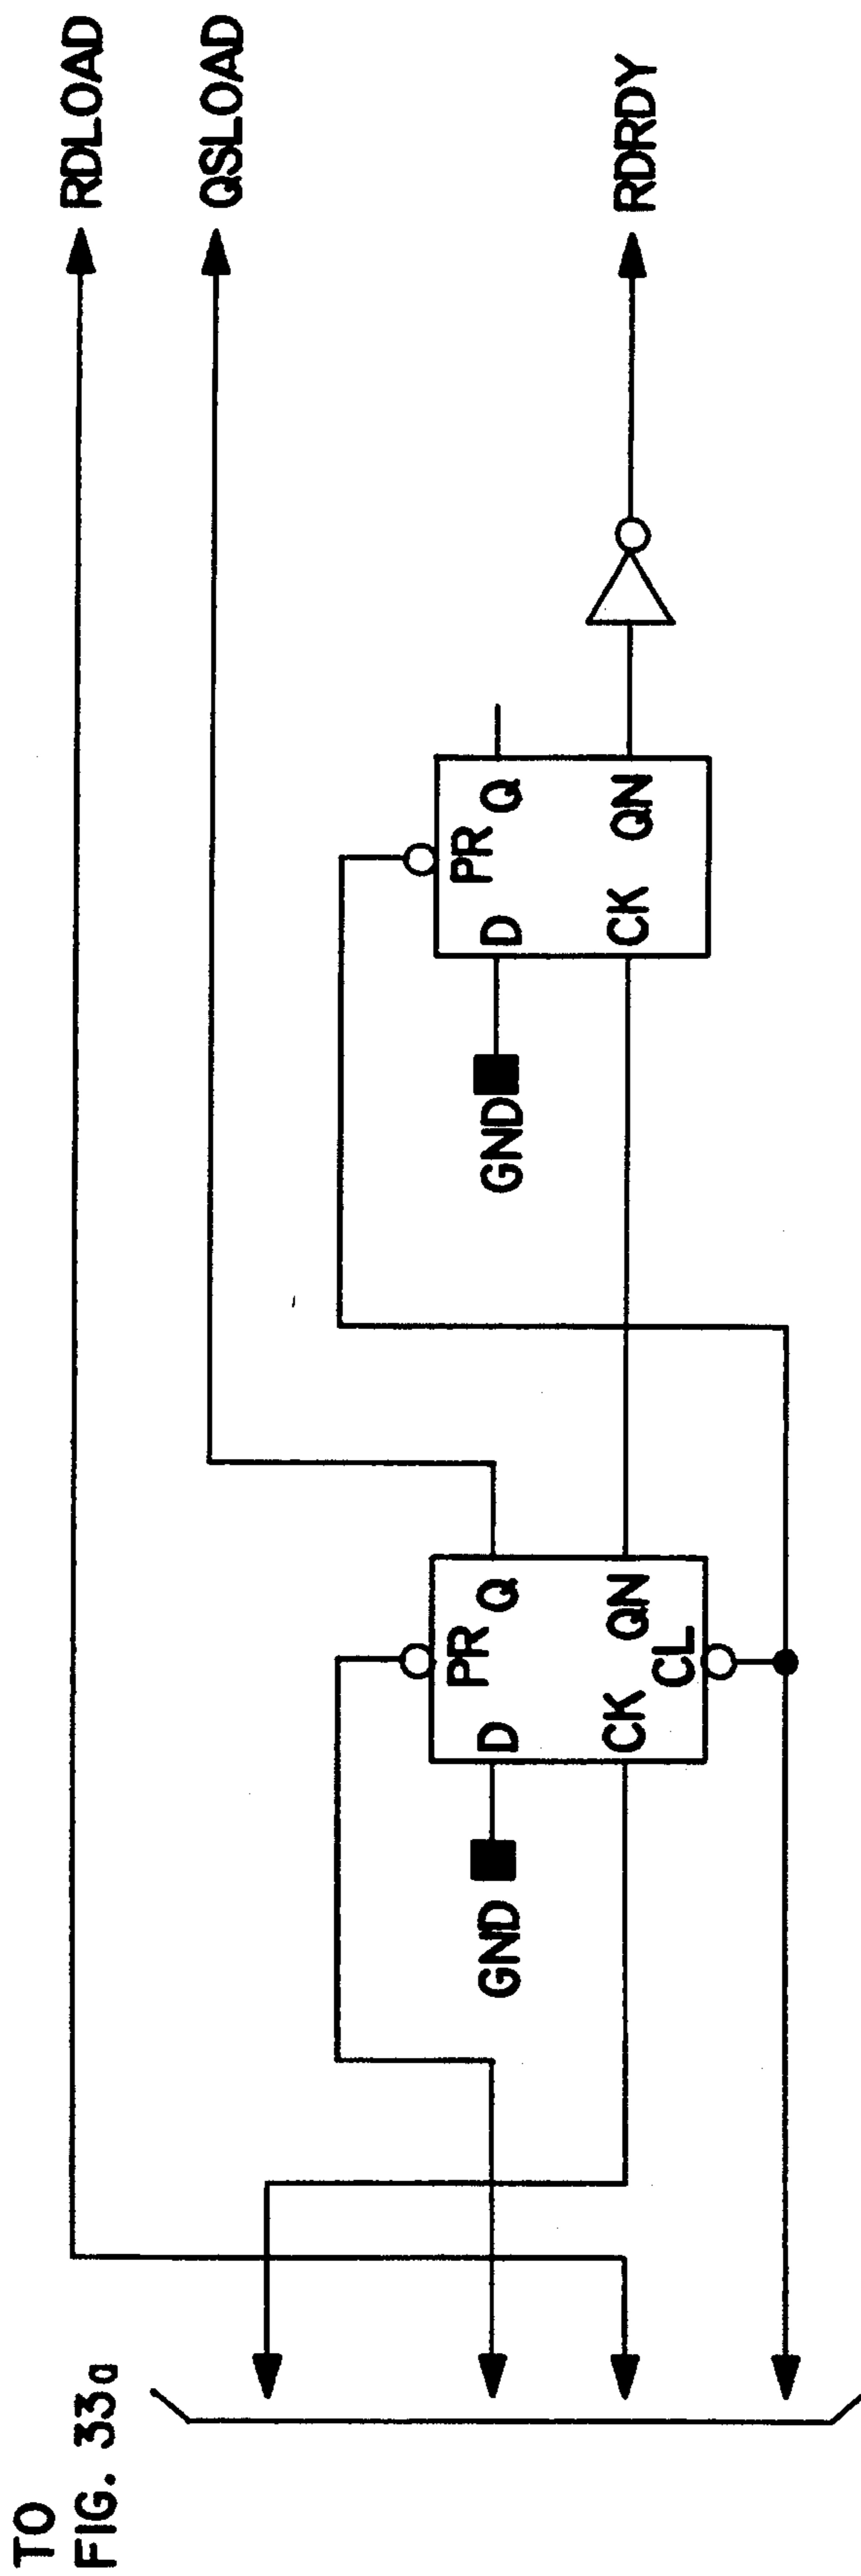 TO
FIG. 33a
RDLOAD
QSLOAD
GND
D
PR
Q
CK
CL
QN
GND
D
PR
Q
CK
QN
RDRDY